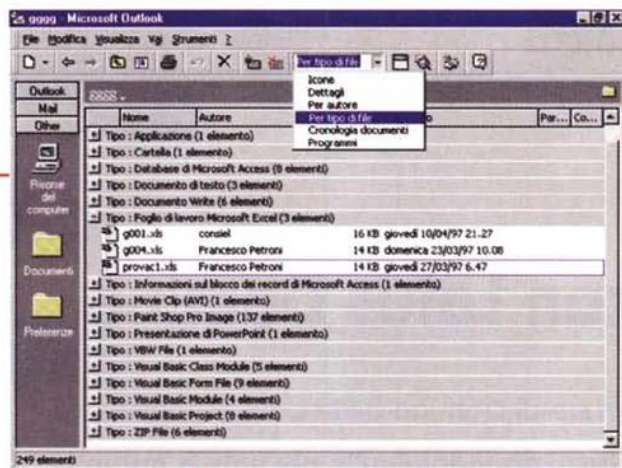 gggg - Microsoft Outlook
File Modifica Visualizza Vai Strumenti ?
Per tipo di file
Icone
Dettagli
Per autore
Per tipo di file
Cronologia documenti
Programmi
Outlook
Mail
Other
Risorse del computer
Documenti
Preferenze
gggg
Nome Autore Par... Co...
Tipo : Applicazione (1 elemento)
Tipo : Cartella (1 elemento)
Tipo : Database di Microsoft Access (8 elementi)
Tipo : Documento di testo (3 elementi)
Tipo : Documento Write (6 elementi)
Tipo : Foglio di lavoro Microsoft Excel (3 elementi)
g001.xls consiel 16 KB giovedì 10/04/97 21.27
g004.xls Francesco Petroni 14 KB domenica 23/03/97 10.08
provac1.xls Francesco Petroni 14 KB giovedì 27/03/97 6.47
Tipo : Informazioni sul blocco dei record di Microsoft Access (1 elemento)
Tipo : Movie Clip (AVI) (1 elemento)
Tipo : Paint Shop Pro Image (137 elementi)
Tipo : Presentazione di PowerPoint (1 elemento)
Tipo : VBW File (1 elemento)
Tipo : Visual Basic Class Module (5 elementi)
Tipo : Visual Basic Form File (9 elementi)
Tipo : Visual Basic Module (4 elementi)
Tipo : Visual Basic Project (8 elementi)
Tipo : ZIP File (6 elementi)
249 elementi